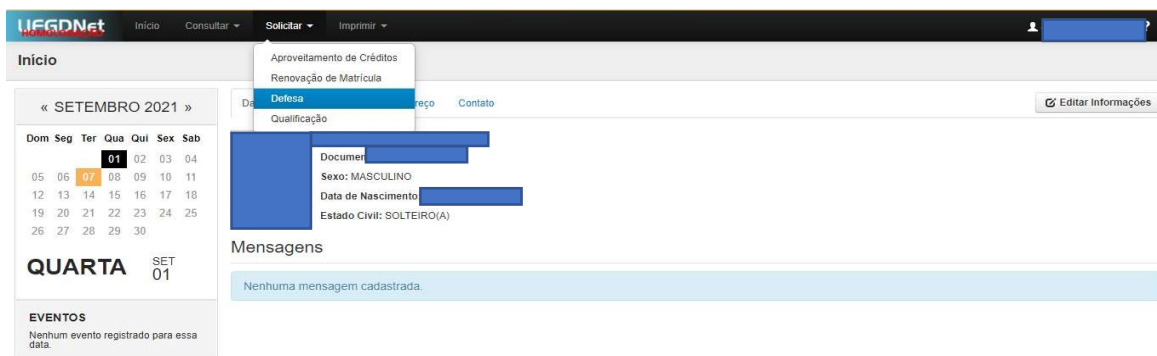 UFGDNet
HOMOLOGAÇÃO
Início Consultar Solicitar Imprimir ?
Início
Aproveitamento de Créditos
Renovação de Matrícula
Defesa
Qualificação
Contato
Editar Informações
« SETEMBRO 2021 »
Dom Seg Ter Qua Qui Sex Sab
01 02 03 04
05 06 07 08 09 10 11
12 13 14 15 16 17 18
19 20 21 22 23 24 25
26 27 28 29 30
QUARTA SET 01
EVENTOS
Nenhum evento registrado para essa
data.
Sexo: MASCULINO
Data de Nascimento
Estado Civil: SOLTEIRO(A)
Mensagens
Nenhuma mensagem cadastrada.